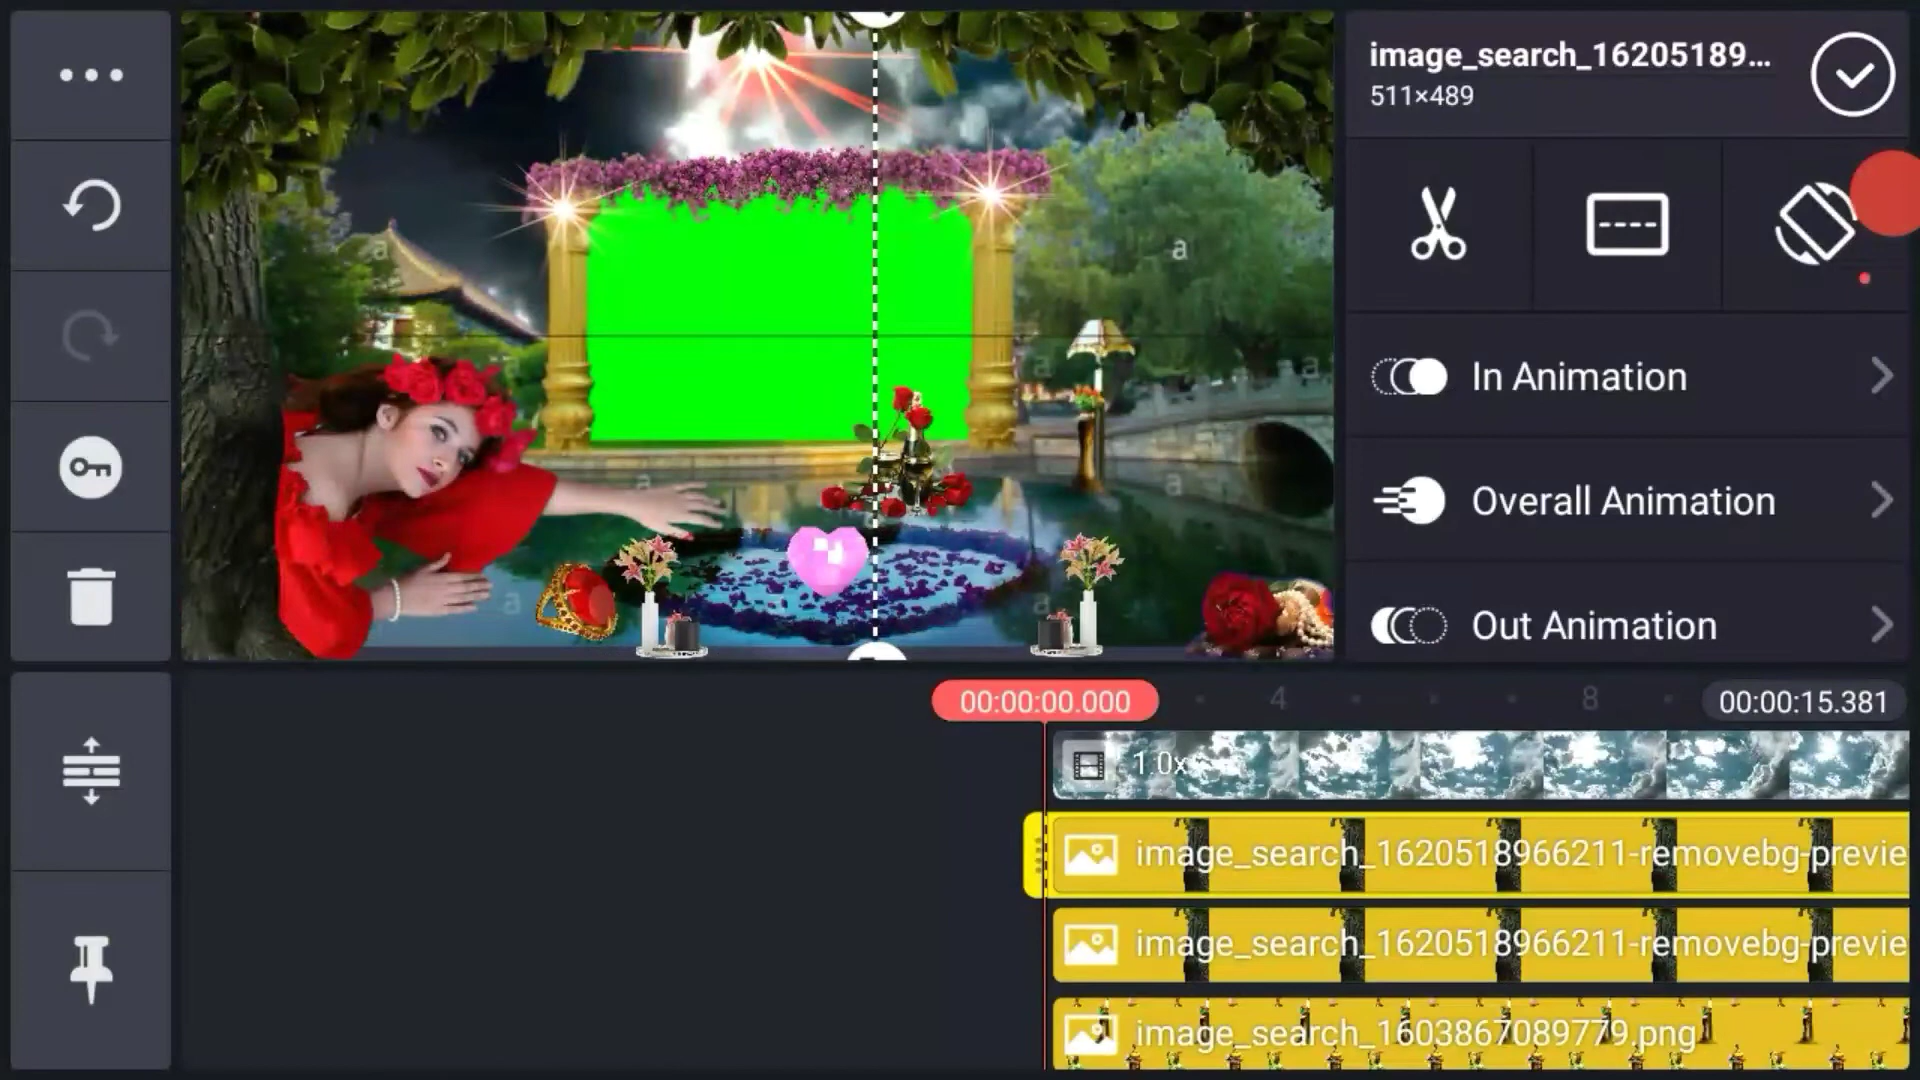 image_search_16205189...
511×489
a
a
a
a
a
a
a
a
In Animation
Overall Animation
Out Animation
00:00:00.000
4
8
00:00:15.381
1.0x
image_search_1620518966211-removebg-previe
image_search_1620518966211-removebg-previe
image_search_1603867089779.png